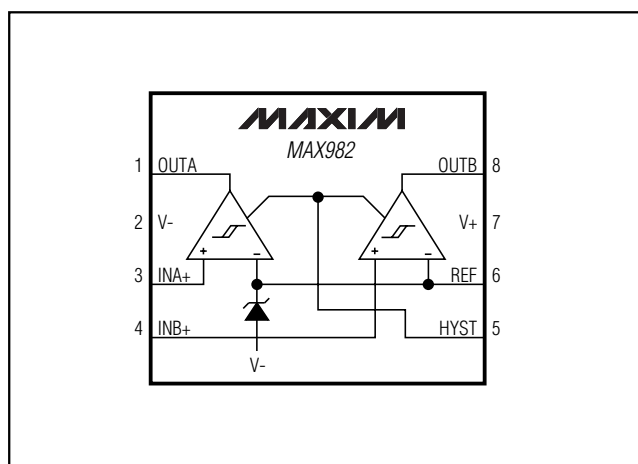 MAXIM
MAX982
1 OUTA OUTB 8
2 V- V+ 7
+ - + -
3 INA+ REF 6
4 INB+ HYST 5
V-